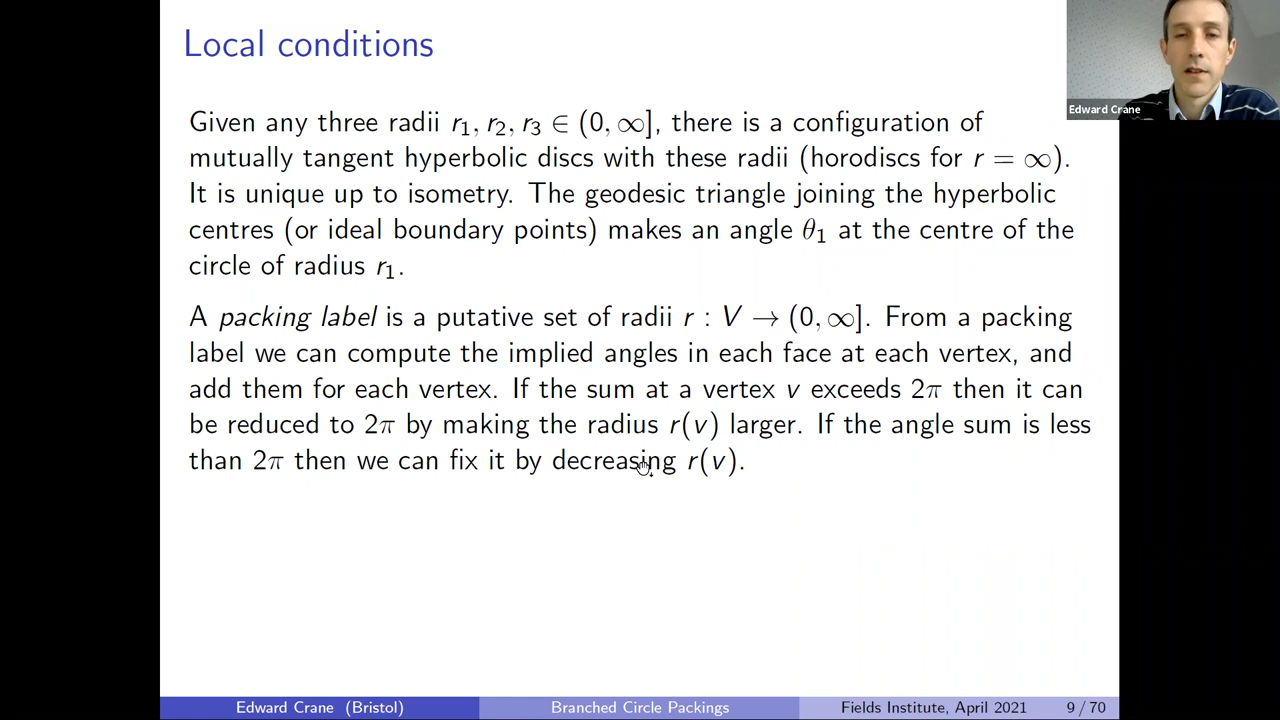 Local conditions
Edward Crane
Given any three radii r₁, r₂, r₃ ∈ (0, ∞], there is a configuration of
mutually tangent hyperbolic discs with these radii (horodiscs for r = ∞).
It is unique up to isometry. The geodesic triangle joining the hyperbolic
centres (or ideal boundary points) makes an angle θ₁ at the centre of the
circle of radius r₁.
A packing label is a putative set of radii r : V → (0, ∞]. From a packing
label we can compute the implied angles in each face at each vertex, and
add them for each vertex. If the sum at a vertex v exceeds 2π then it can
be reduced to 2π by making the radius r(v) larger. If the angle sum is less
than 2π then we can fix it by decreasing r(v).
Edward Crane (Bristol) Branched Circle Packings Fields Institute, April 2021 9 / 70